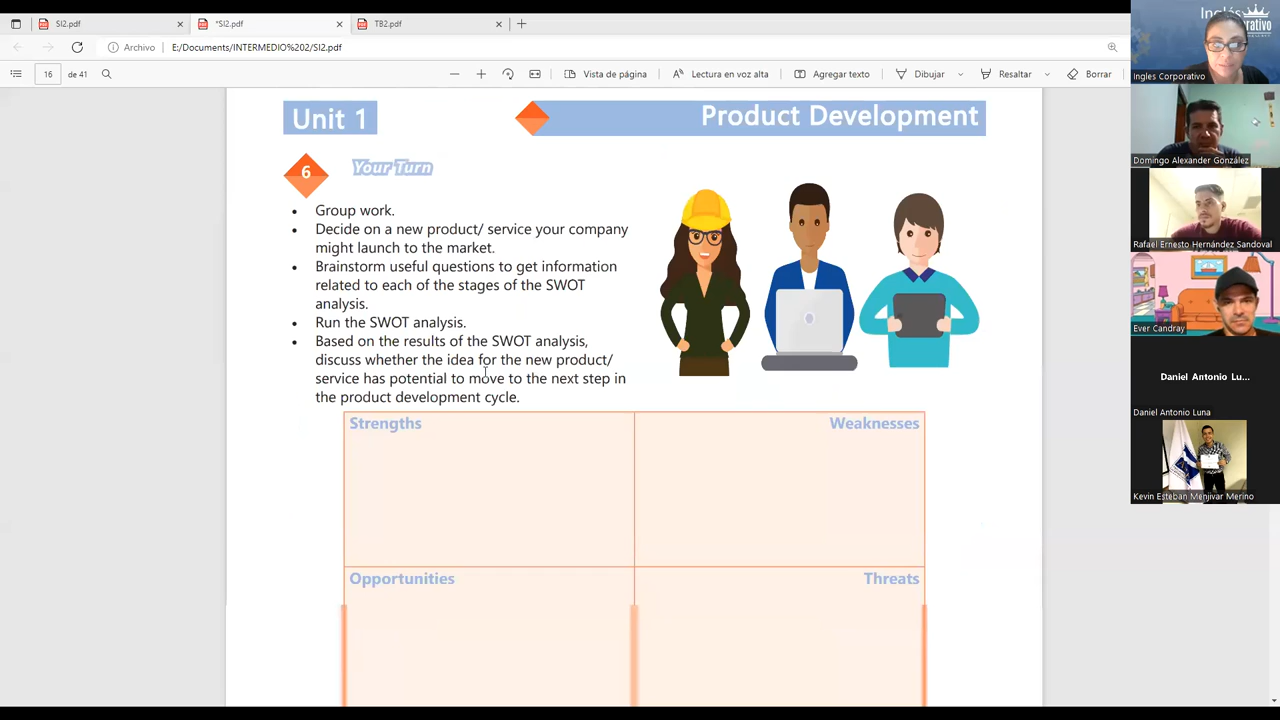 SI2.pdf
*SI2.pdf
TB2.pdf
Archivo
E:/Documents/INTERMEDIO%202/SI2.pdf
16
de 41
Vista de página
Lectura en voz alta
Agregar texto
Dibujar
Resaltar
Borrar
Unit 1
Product Development
6
Your Turn
• Group work.
• Decide on a new product/ service your company
might launch to the market.
• Brainstorm useful questions to get information
related to each of the stages of the SWOT
analysis.
• Run the SWOT analysis.
• Based on the results of the SWOT analysis,
discuss whether the idea for the new product/
service has potential to move to the next step in
the product development cycle.
Strengths
Weaknesses
Opportunities
Threats
Ingles Corporativo
Domingo Alexander González
Rafael Ernesto Hernández Sandoval
Ever Candray
Daniel Antonio Lu...
Daniel Antonio Luna
Kevin Esteban Menjivar Merino